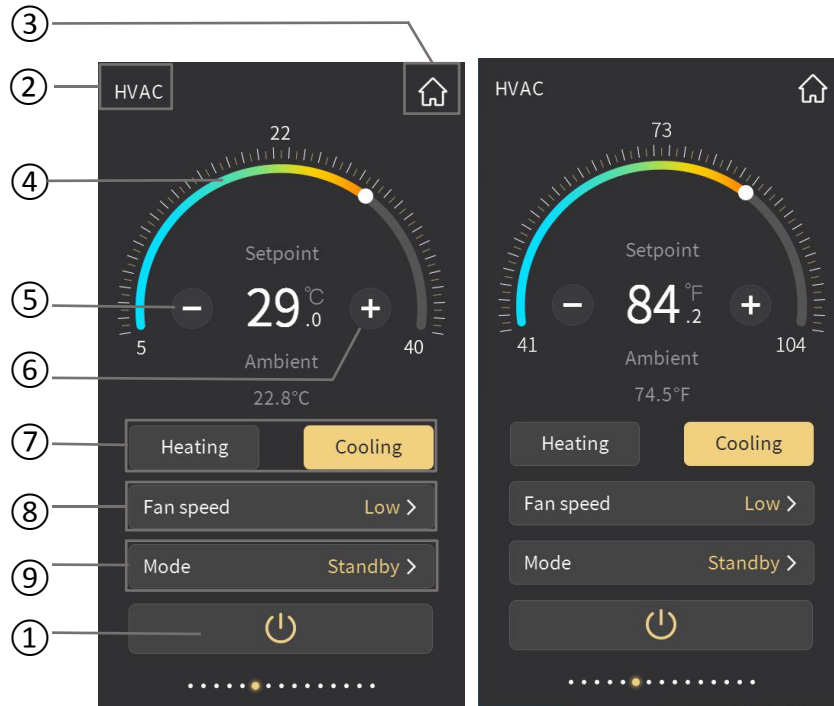 ③
②
HVAC
22
④
Setpoint
⑤
− 29.0 °C +
5
40
⑥
Ambient
22.8°C
⑦
Heating
Cooling
⑧
Fan speed
Low >
⑨
Mode
Standby >
①
HVAC
73
Setpoint
− 84.2 °F +
41
104
Ambient
74.5°F
Heating
Cooling
Fan speed
Low >
Mode
Standby >